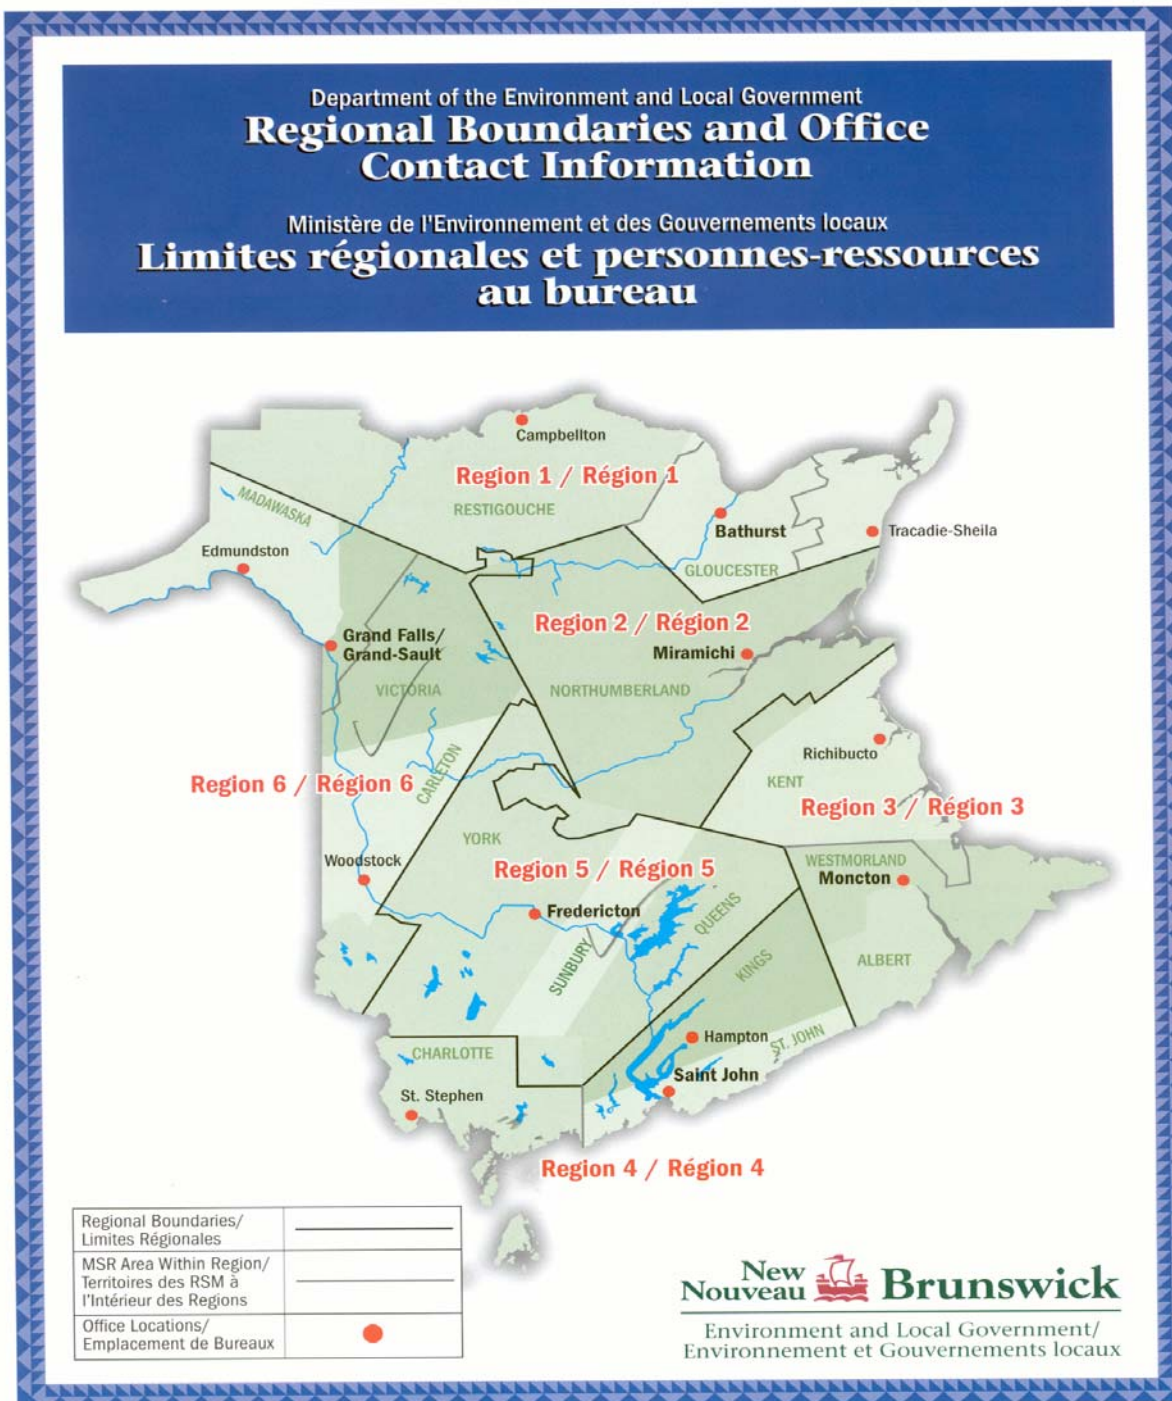 Department of the Environment and Local Government
Regional Boundaries and Office
Contact Information
Ministère de l'Environnement et des Gouvernements locaux
Limites régionales et personnes-ressources
au bureau
Campbellton
Region 1 / Région 1
RESTIGOUCHE
MADAWASKA
Bathurst
Tracadie-Sheila
Edmundston
GLOUCESTER
Region 2 / Région 2
Grand Falls/
Grand-Sault
Miramichi
VICTORIA
NORTHUMBERLAND
Richibucto
CARLETON
KENT
Region 6 / Région 6
Region 3 / Région 3
YORK
Woodstock
WESTMORLAND
Region 5 / Région 5
Moncton
Fredericton
QUEENS
SUNBURY
KINGS
ALBERT
Hampton
ST. JOHN
CHARLOTTE
Saint John
St. Stephen
Region 4 / Région 4
Regional Boundaries/
Limites Régionales
MSR Area Within Region/
Territoires des RSM à
l'Intérieur des Regions
Office Locations/
Emplacement de Bureaux
New
Nouveau
Brunswick
Environment and Local Government/
Environnement et Gouvernements locaux